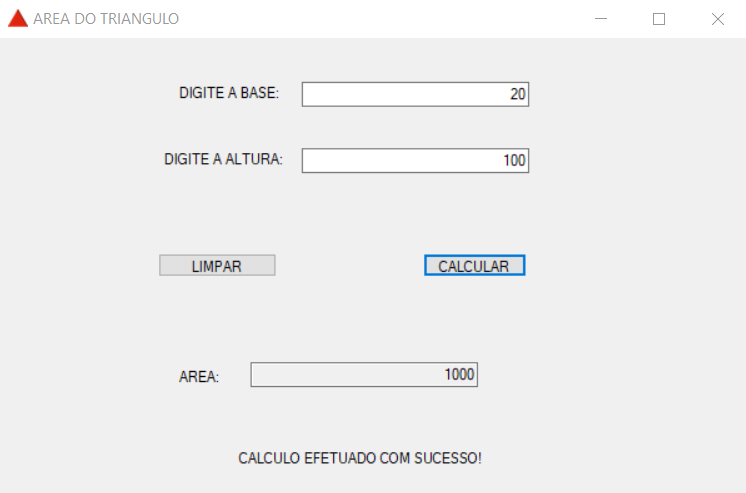 AREA DO TRIANGULO
DIGITE A BASE: 20
DIGITE A ALTURA: 100
LIMPAR CALCULAR
AREA: 1000
CALCULO EFETUADO COM SUCESSO!